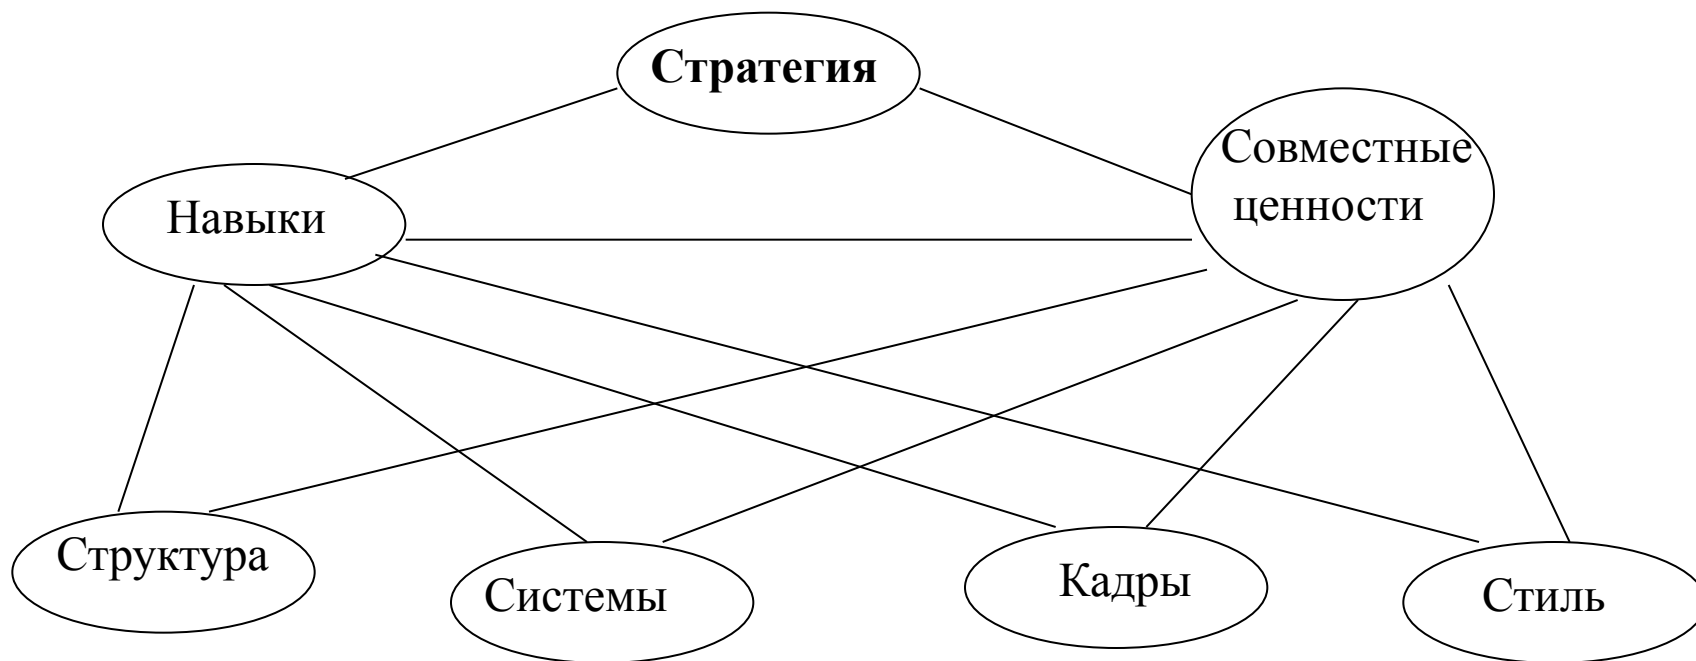 Стратегия
Совместные
ценности
Навыки
Структура
Системы
Кадры
Стиль